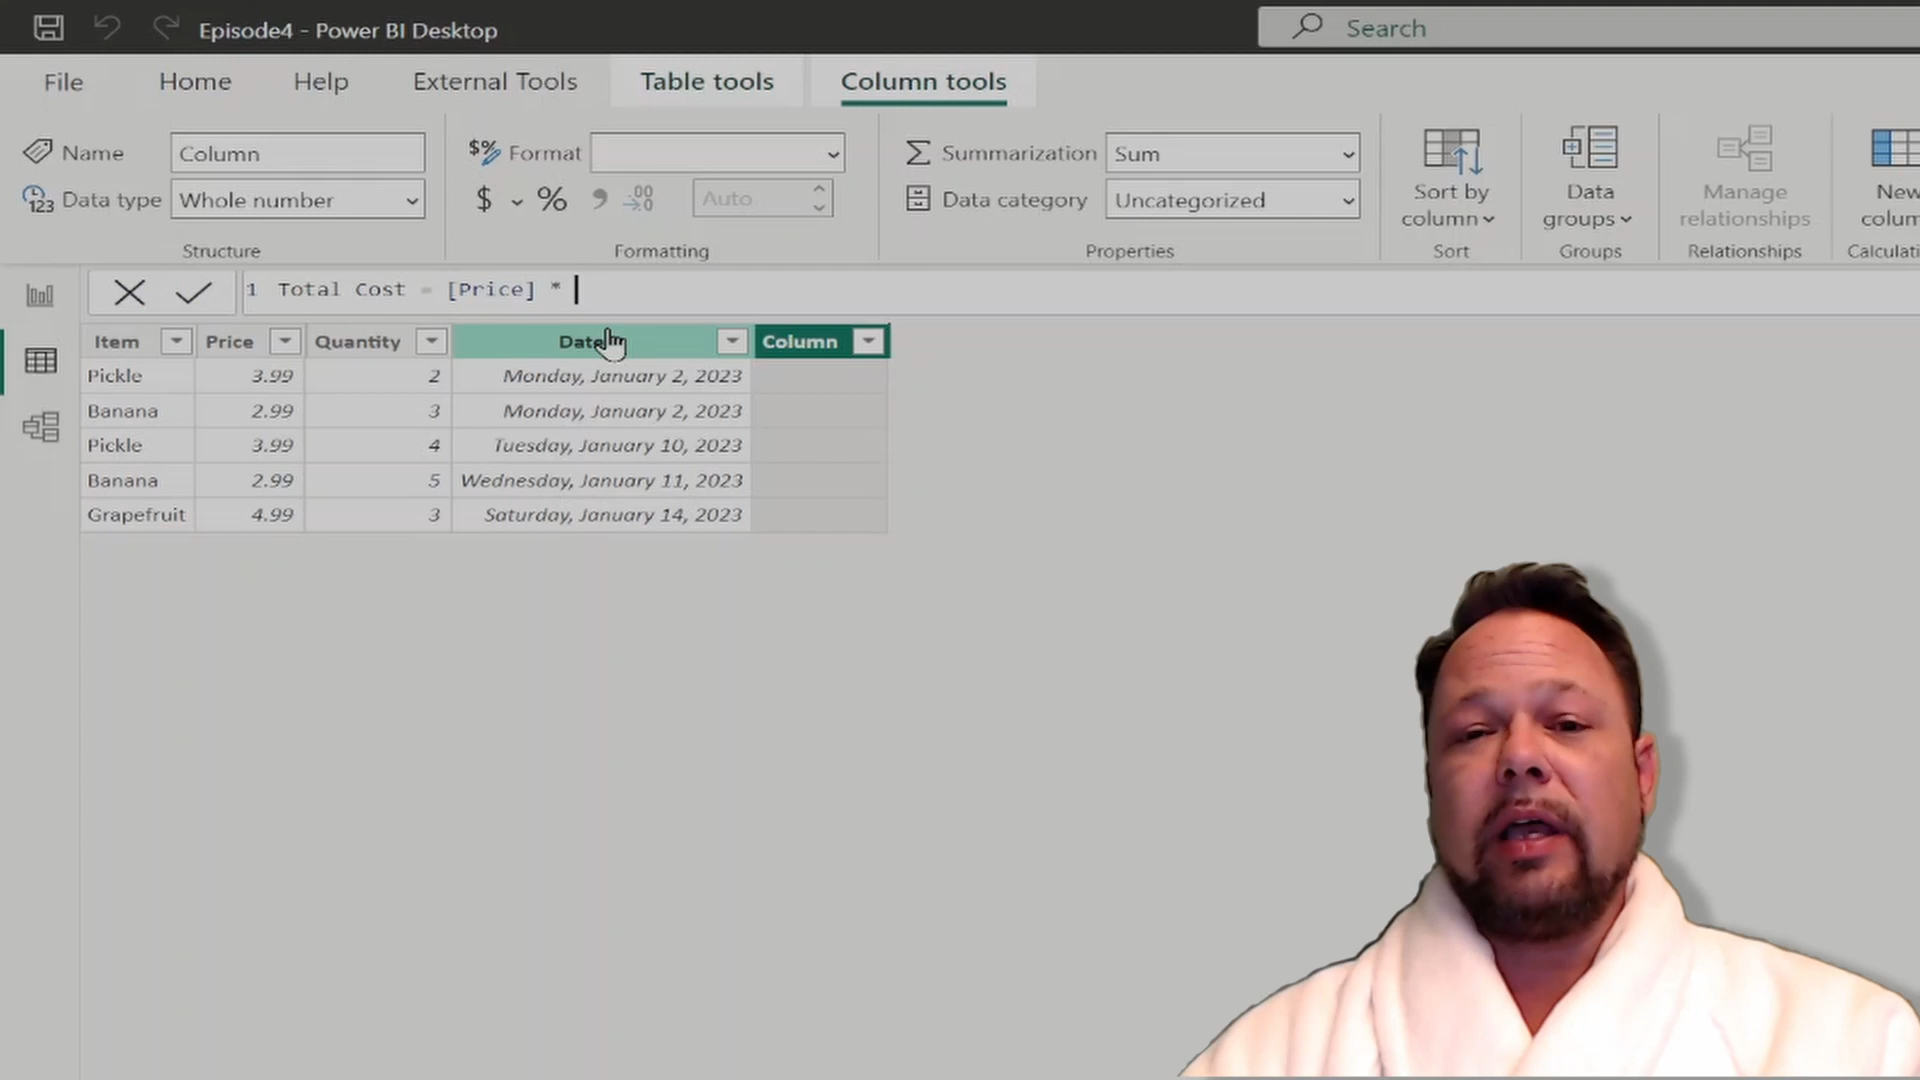 Episode4 - Power BI Desktop
Search
File Home Help External Tools Table tools Column tools
Name Column
$% Format
Summarization Sum
Sort by column
Data groups
Manage relationships
New
123 Data type Whole number
$ % , .00 →.0 Auto
Data category Uncategorized
Structure Formatting Properties Sort Groups Relationships
1 Total Cost = [Price] *
Item Price Quantity Date Column
Pickle 3.99 2 Monday, January 2, 2023
Banana 2.99 3 Monday, January 2, 2023
Pickle 3.99 4 Tuesday, January 10, 2023
Banana 2.99 5 Wednesday, January 11, 2023
Grapefruit 4.99 3 Saturday, January 14, 2023